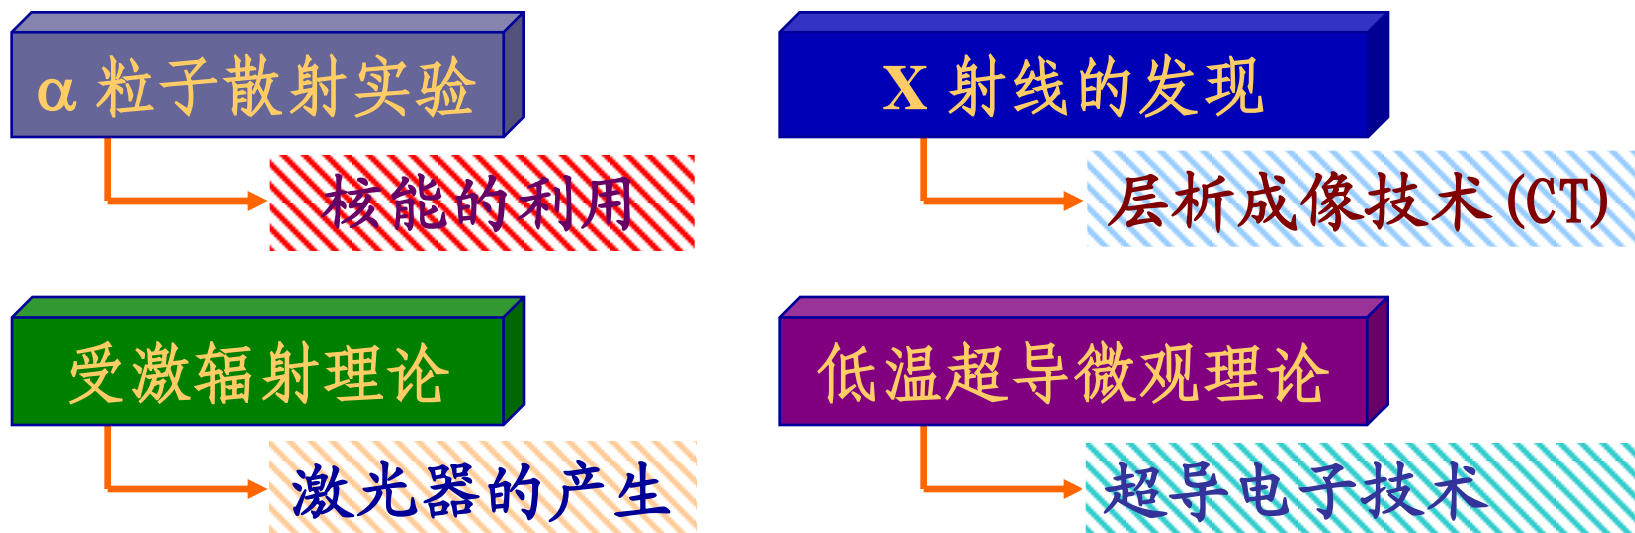 α 粒子散射实验
核能的利用
X 射线的发现
层析成像技术(CT)
受激辐射理论
激光器的产生
低温超导微观理论
超导电子技术